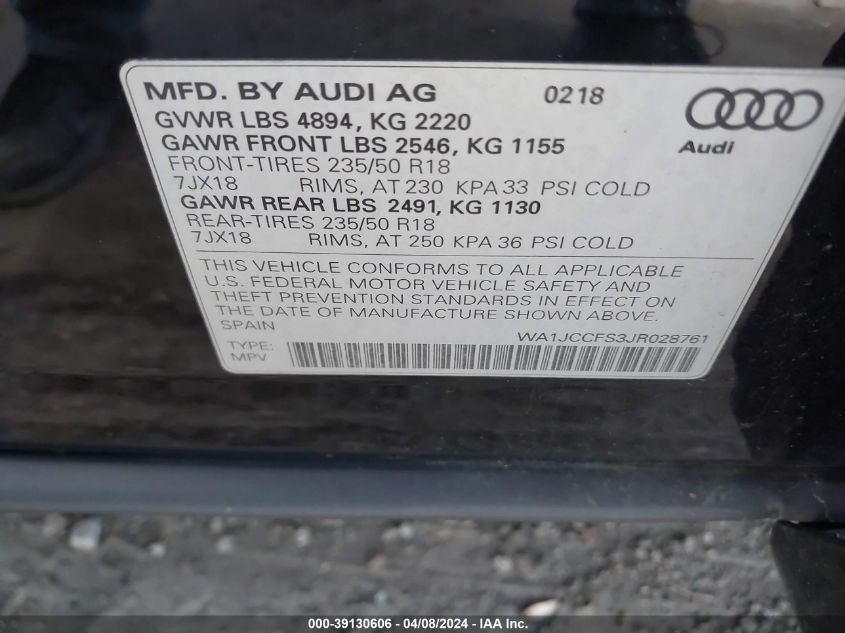 MFD. BY AUDI AG 0218
GVWR LBS 4894, KG 2220
GAWR FRONT LBS 2546, KG 1155
FRONT-TIRES 235/50 R18
7JX18 RIMS, AT 230 KPA 33 PSI COLD
GAWR REAR LBS 2491, KG 1130
REAR-TIRES 235/50 R18
7JX18 RIMS, AT 250 KPA 36 PSI COLD
Audi
THIS VEHICLE CONFORMS TO ALL APPLICABLE
U.S. FEDERAL MOTOR VEHICLE SAFETY AND
THEFT PREVENTION STANDARDS IN EFFECT ON
THE DATE OF MANUFACTURE SHOWN ABOVE.
SPAIN
WA1JCCFS3JR028761
TYPE:
MPV
000-39130606 - 04/08/2024 - www.iaai.com. Copyright IAA, Inc.